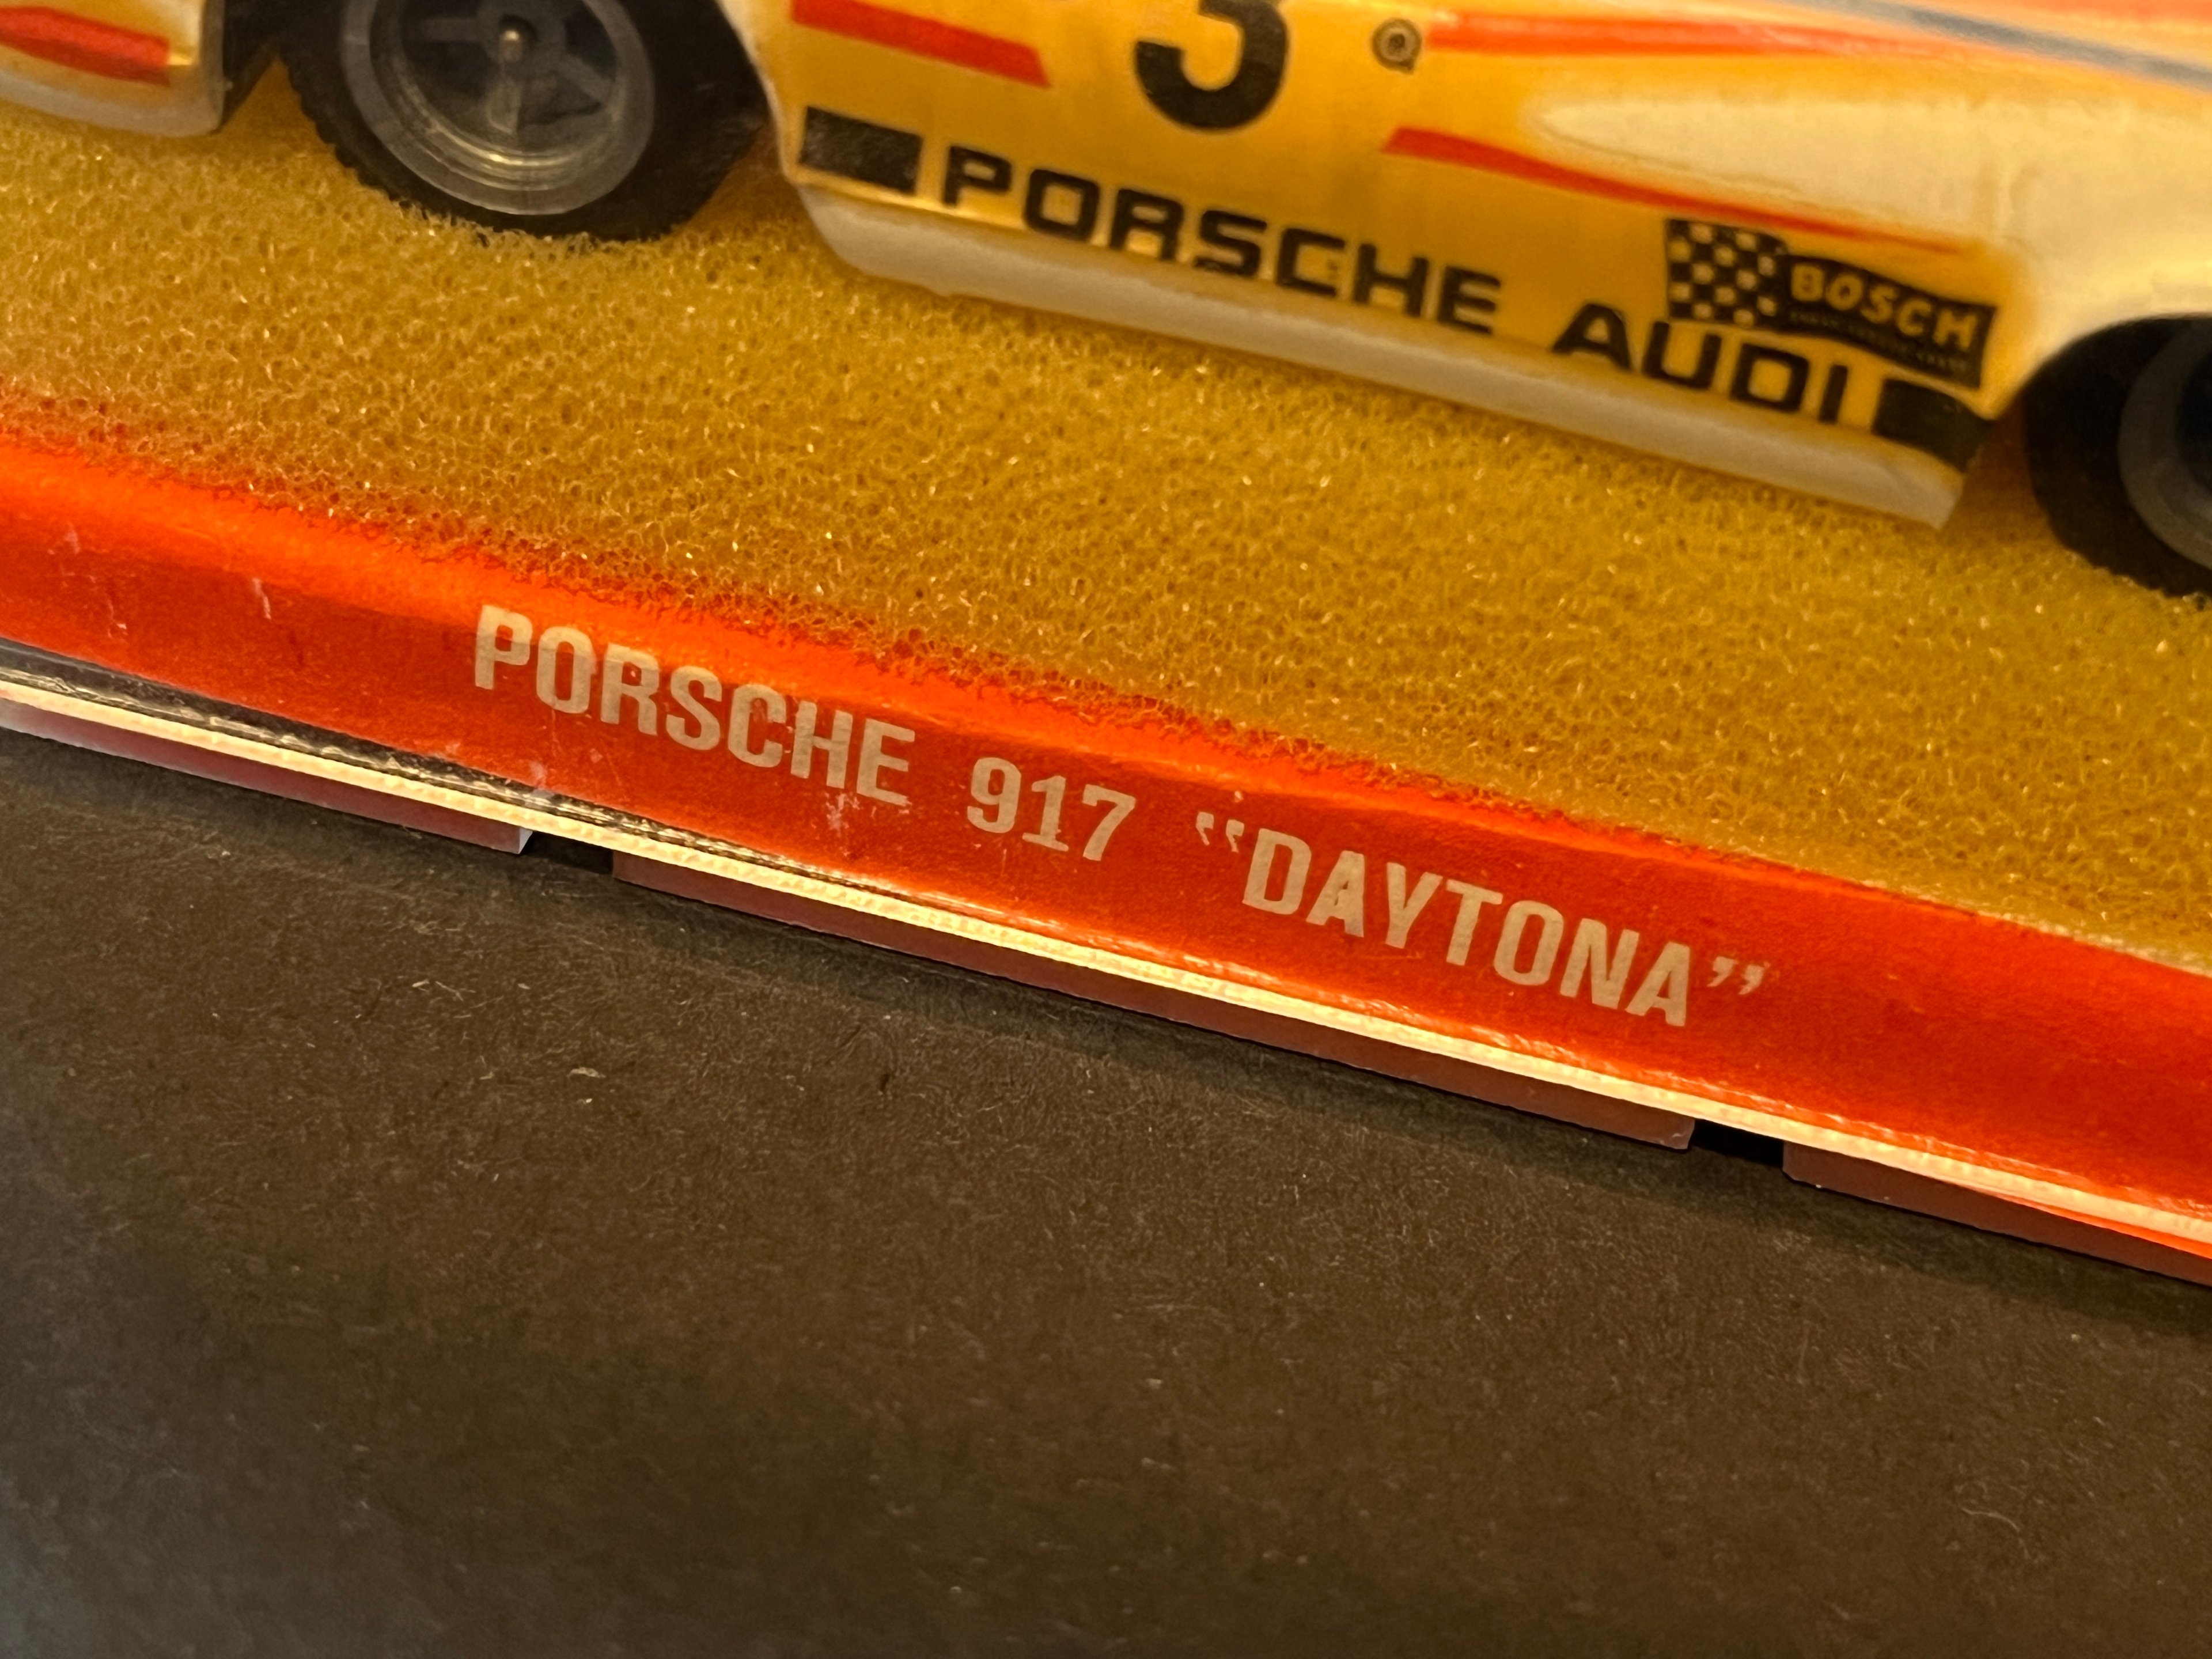 3
PORSCHE AUDI
BOSCH
PORSCHE 917 “DAYTONA”